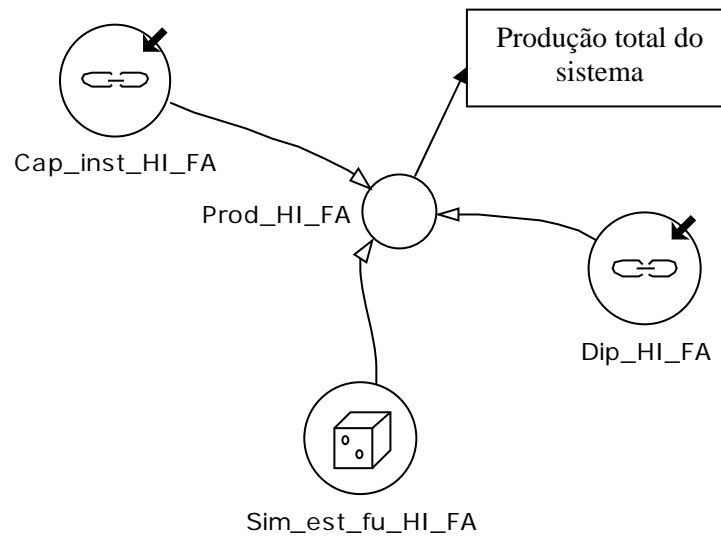 Produção total do
sistema
Cap_inst_HI_FA
Prod_HI_FA
Dip_HI_FA
Sim_est_fu_HI_FA